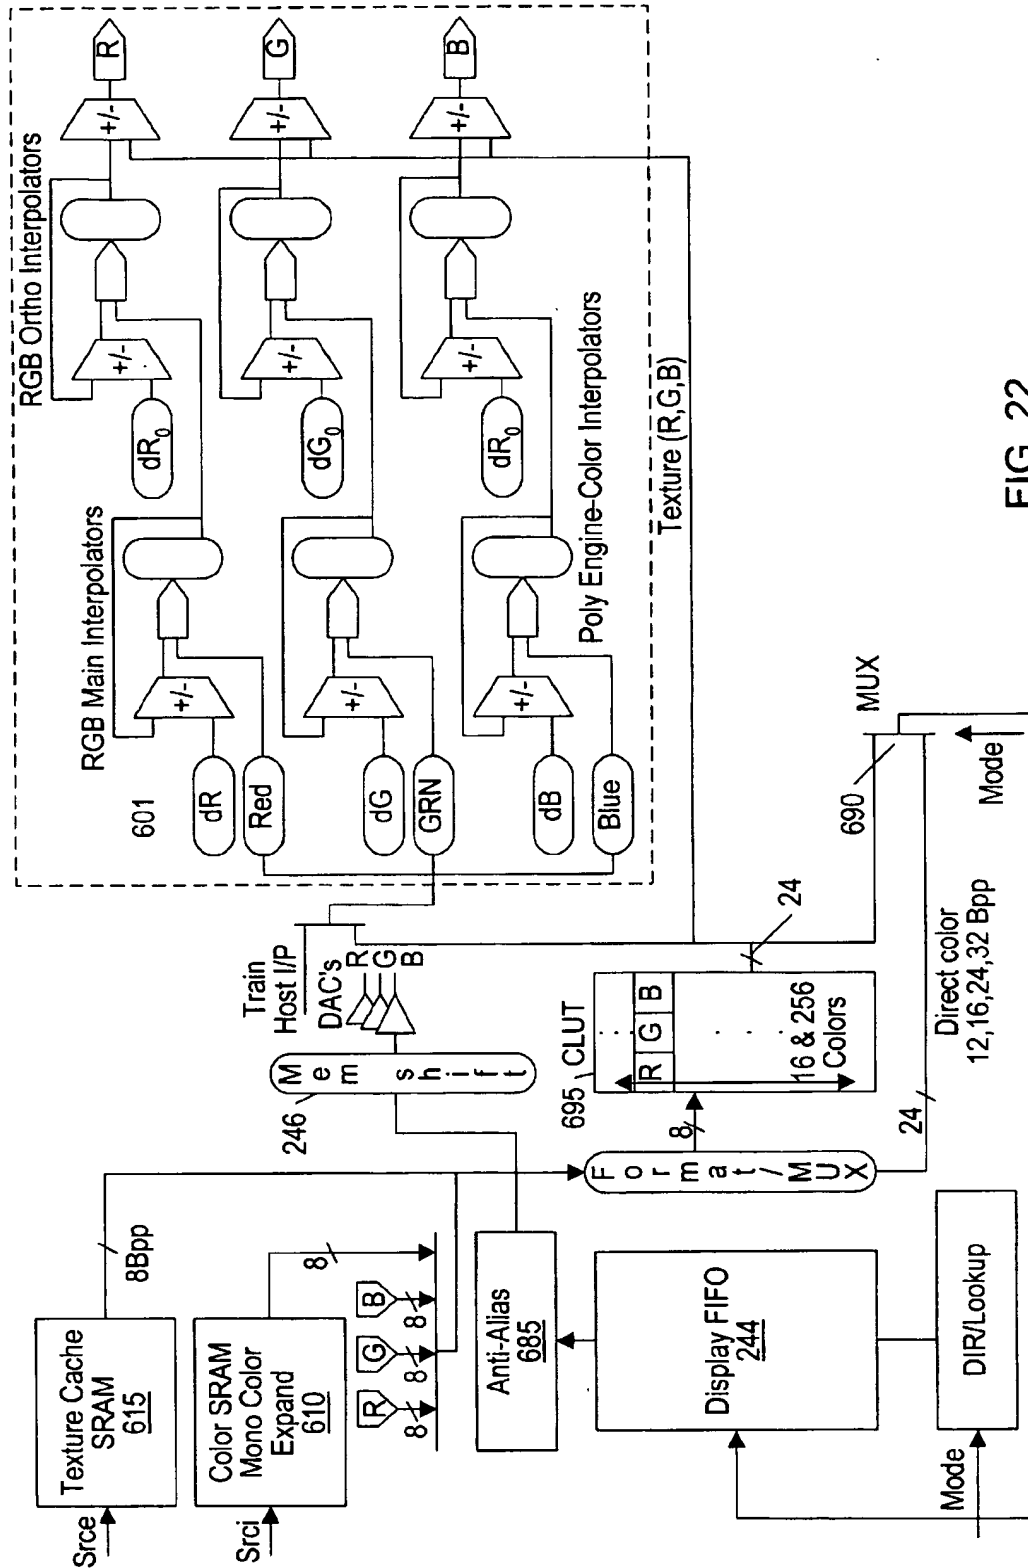 Srce
Texture Cache
SRAM
615
8Bpp
Srci
Color SRAM
Mono Color
Expand
610
8
R
G
B
8
8
8
Anti-Alias
685
Display FIFO
244
DIR/Lookup
Mode
246
Mem shift
Train
Host I/P
DAC's
R
G
B
Format/MUX
8
24
695
CLUT
R
G
B
16 & 256
Colors
24
Direct color
12,16,24,32 Bpp
690
MUX
Mode
Texture (R,G,B)
601
RGB Main Interpolators
RGB Ortho Interpolators
dR
Red
+/-
dR0
+/-
+/-
R
dG
GRN
+/-
dG0
+/-
+/-
G
dB
Blue
+/-
dR0
+/-
+/-
B
Poly Engine-Color Interpolators
FIG. 22